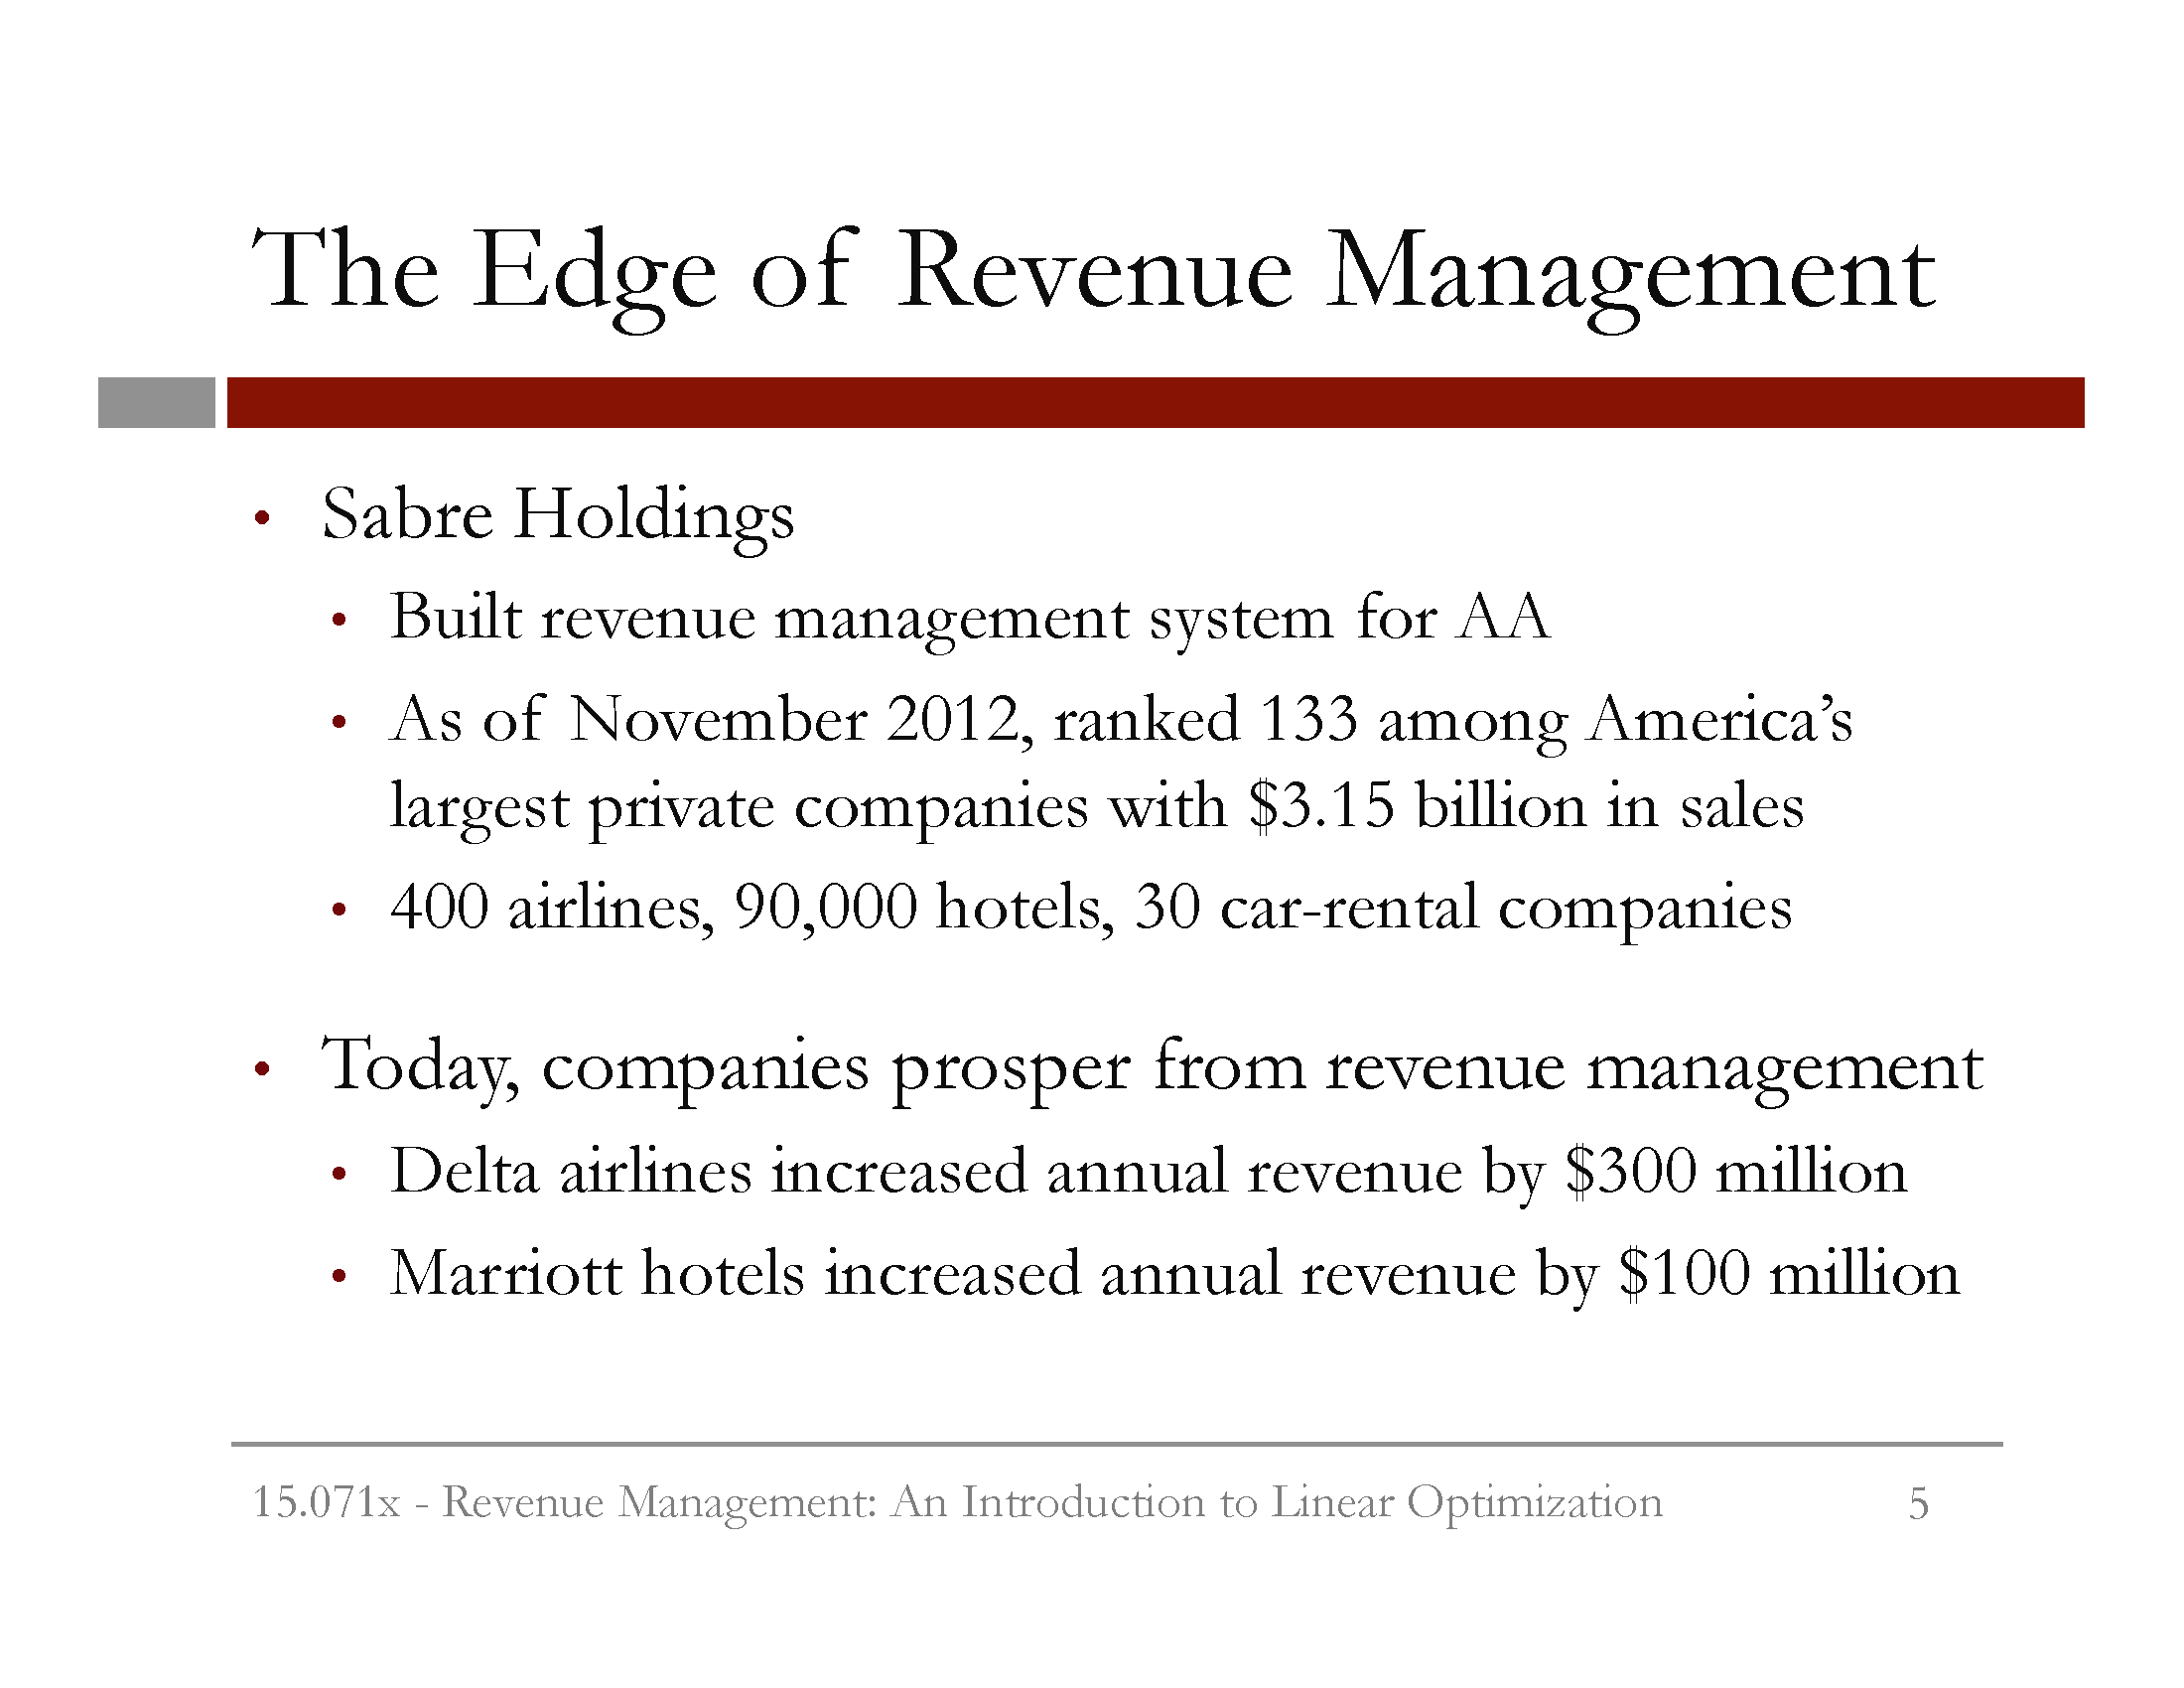 The Edge of Revenue Management
• Sabre Holdings
• Built revenue management system for AA
• As of November 2012, ranked 133 among America’s
largest private companies with $3.15 billion in sales
• 400 airlines, 90,000 hotels, 30 car-rental companies
• Today, companies prosper from revenue management
• Delta airlines increased annual revenue by $300 million
• Marriott hotels increased annual revenue by $100 million
15.071x - Revenue Management: An Introduction to Linear Optimization 5